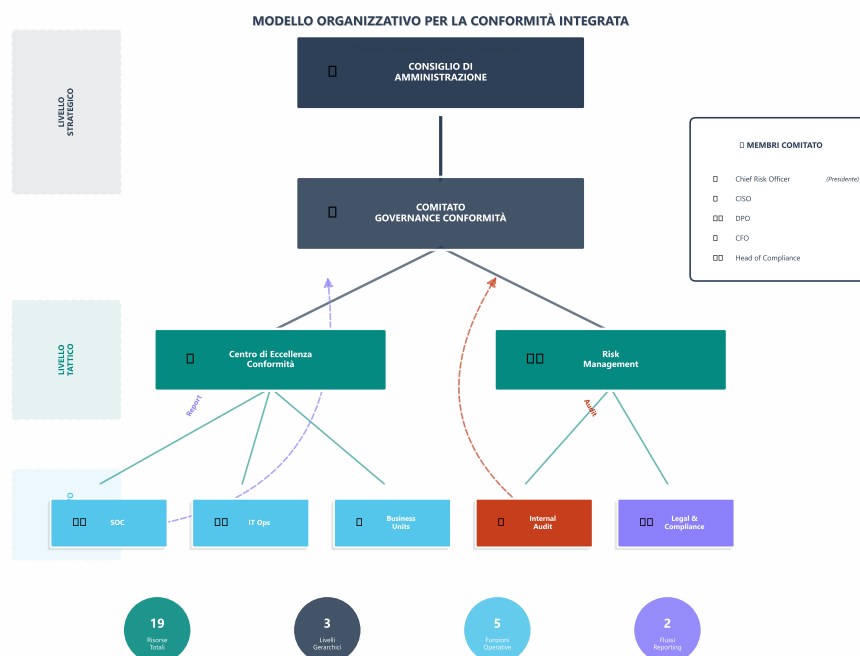 MODELLO ORGANIZZATIVO PER LA CONFORMITÀ INTEGRATA
LIVELLO
STRATEGICO
CONSIGLIO DI
AMMINISTRAZIONE
COMITATO
GOVERNANCE CONFORMITÀ
MEMBRI COMITATO
Chief Risk Officer (Presidente)
CISO
DPO
CFO
Head of Compliance
LIVELLO
TATTICO
Centro di Eccellenza
Conformità
Risk
Management
Report
Audit
SOC
IT Ops
Business
Units
Internal
Audit
Legal &
Compliance
19
Risorse
Totali
3
Livelli
Gerarchici
5
Funzioni
Operative
2
Flussi
Reporting